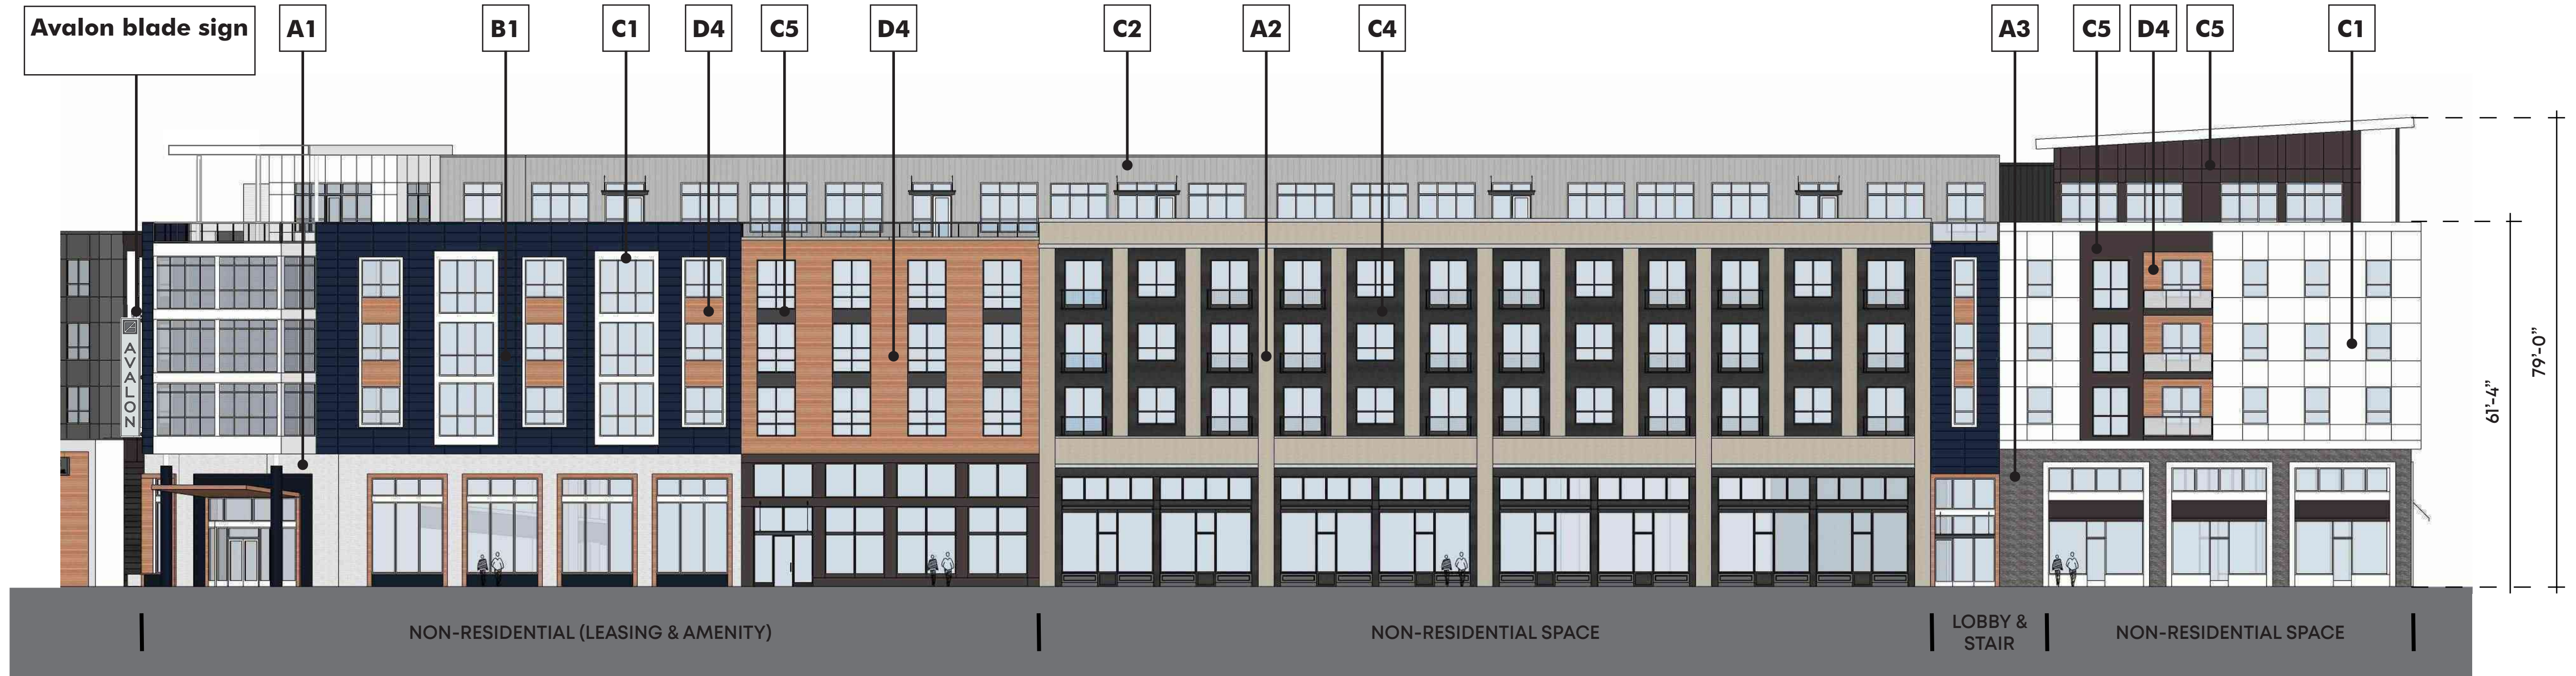 Avalon blade sign
A1
B1
C1
D4
C5
D4
C2
A2
C4
A3
C5
D4
C5
C1
AVALON
61'-4"
79'-0"
NON-RESIDENTIAL (LEASING & AMENITY)
NON-RESIDENTIAL SPACE
LOBBY &
STAIR
NON-RESIDENTIAL SPACE